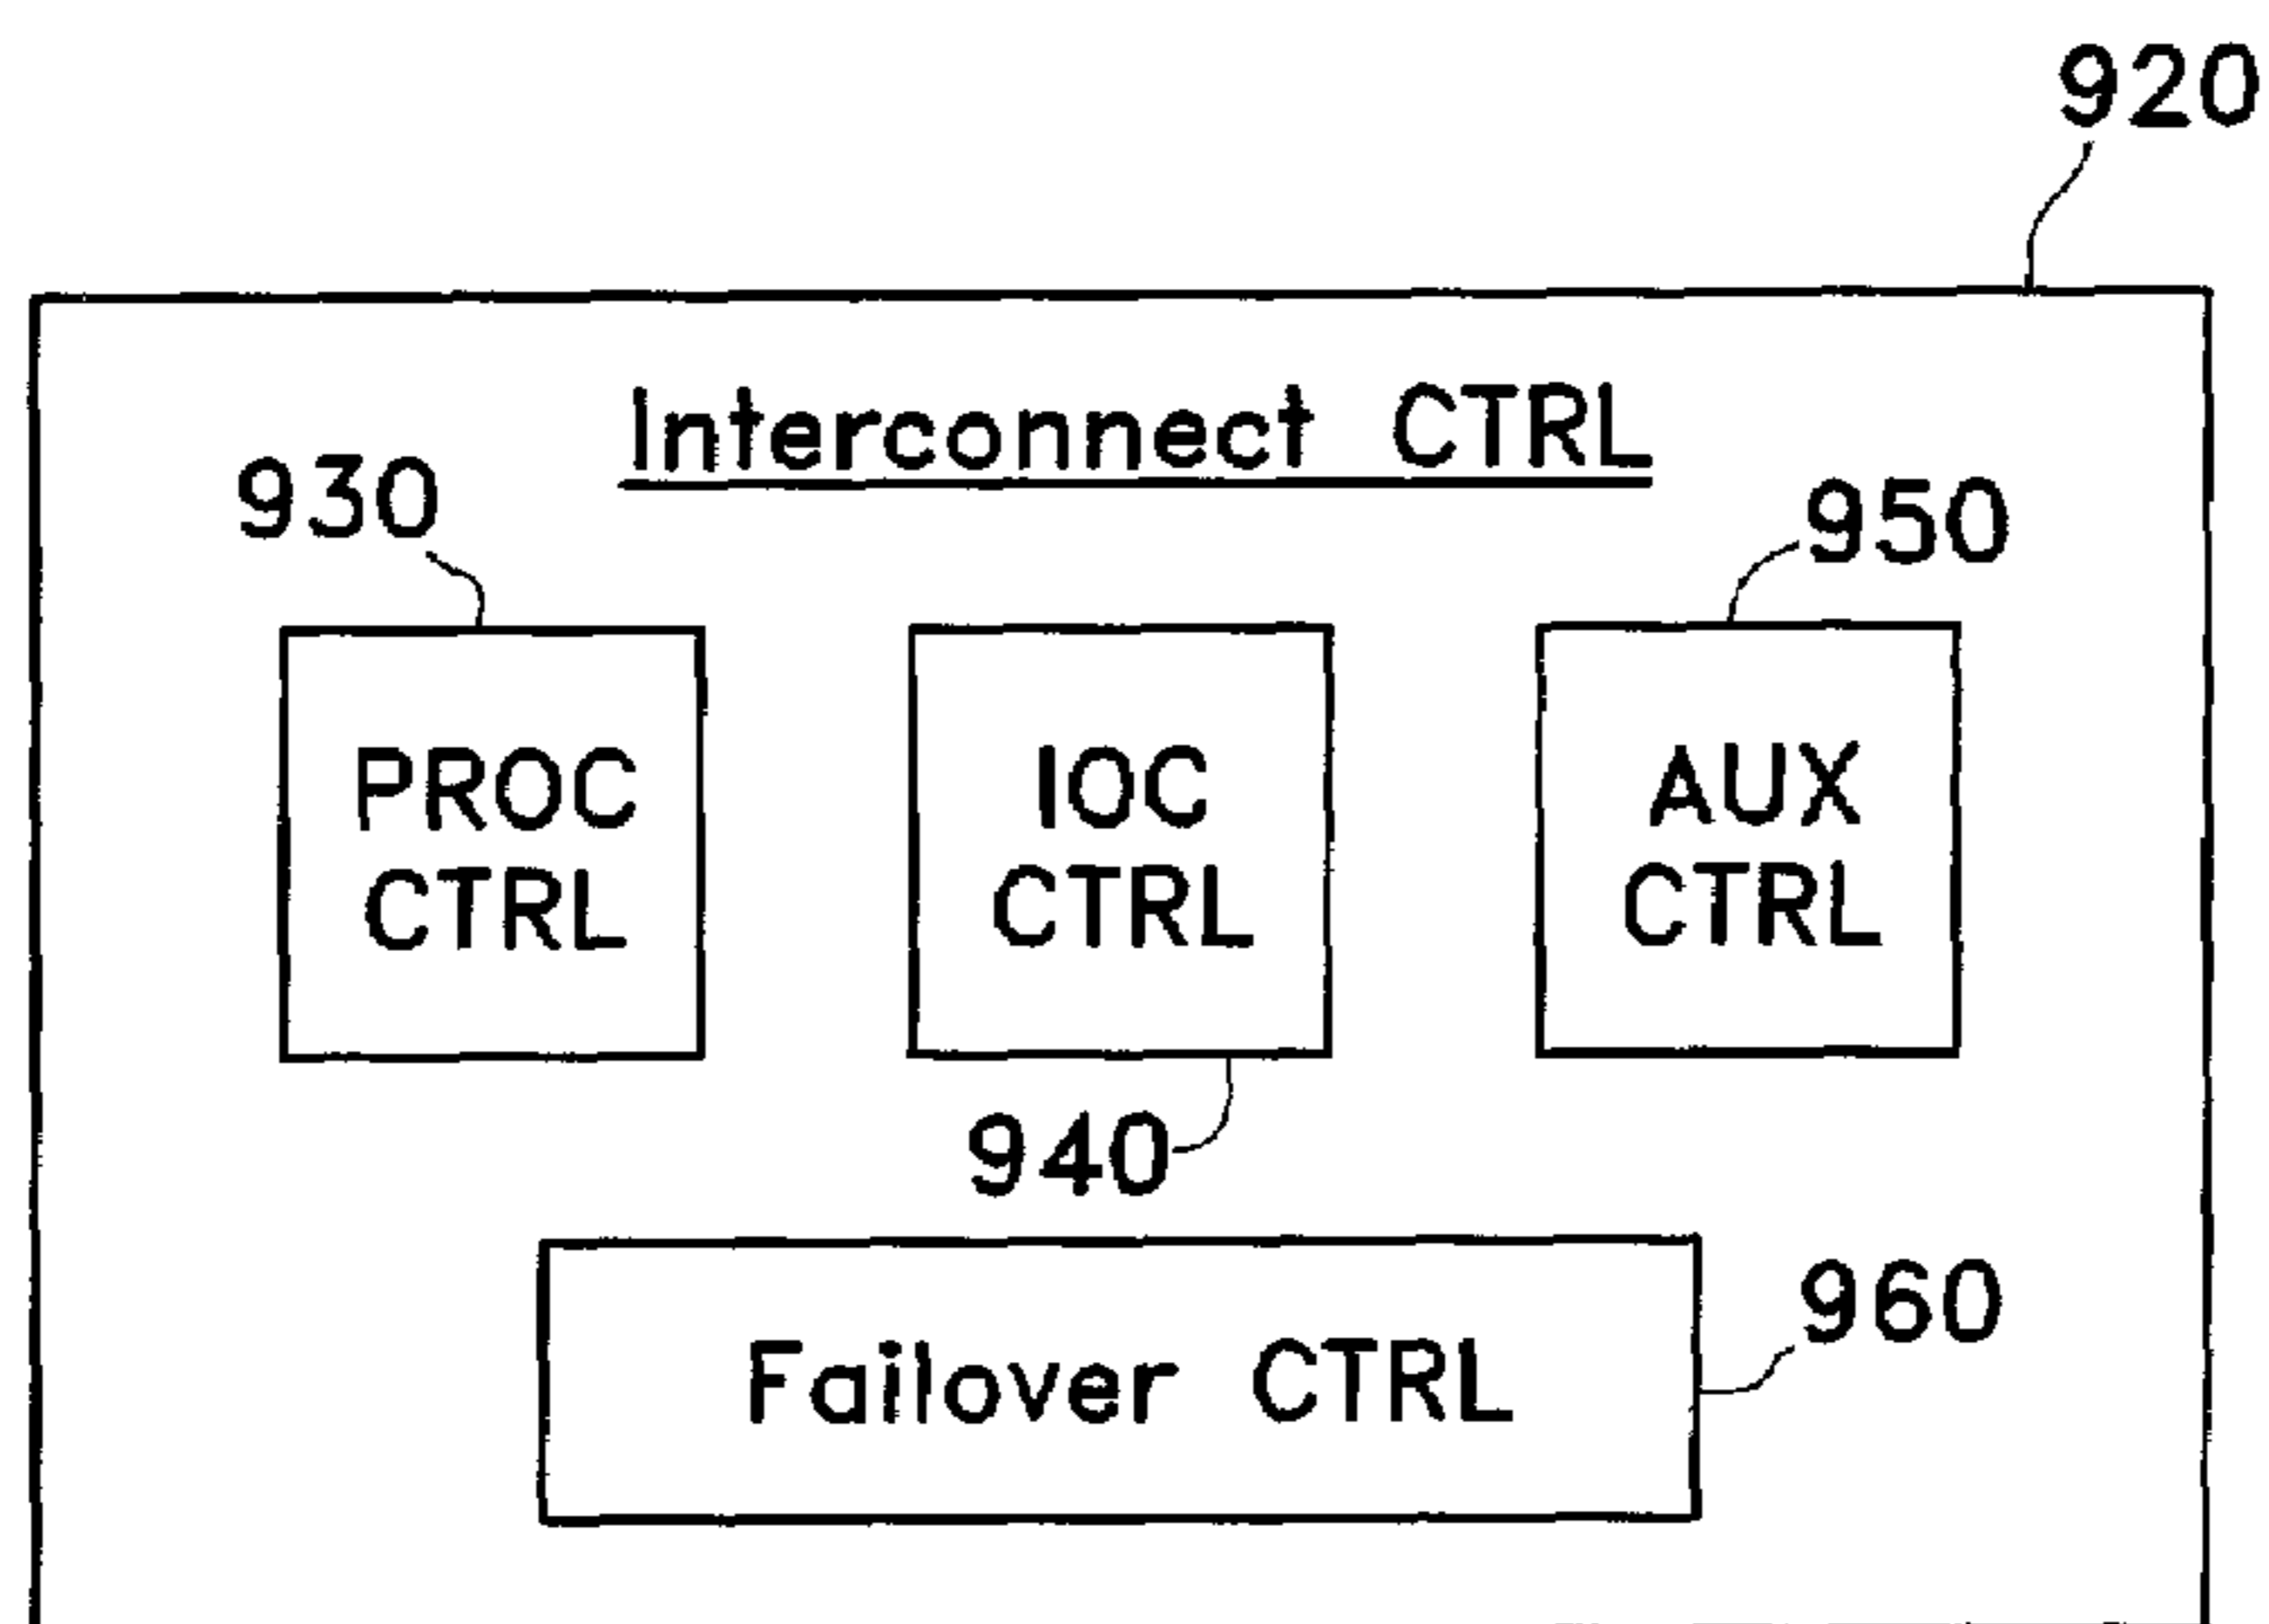 920
Interconnect CTRL
930
950
PROC
CTRL
IOC
CTRL
AUX
CTRL
940
960
Failover CTRL